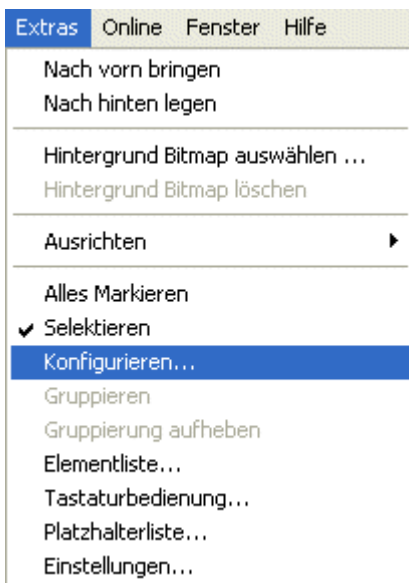 Extras Online Fenster Hilfe
Nach vorn bringen
Nach hinten legen
Hintergrund Bitmap auswählen ...
Hintergrund Bitmap löschen
Ausrichten
Alles Markieren
Selektieren
Konfigurieren...
Gruppieren
Gruppierung aufheben
Elementliste...
Tastaturbedienung...
Platzhalterliste...
Einstellungen...